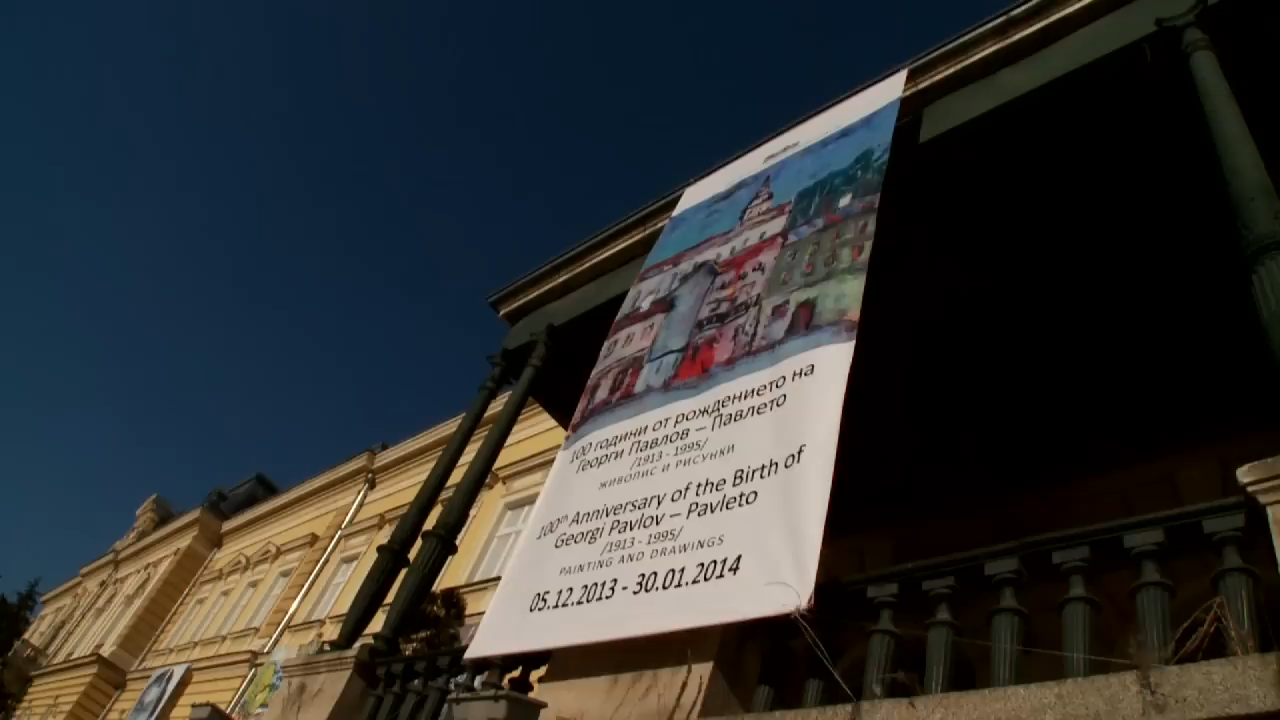 100 години от рождението на
Георги Павлов – Павлето
/1913 - 1995/
ЖИВОПИС И РИСУНКИ
100th Anniversary of the Birth of
Georgi Pavlov – Pavleto
/1913 - 1995/
PAINTING AND DRAWINGS
05.12.2013 - 30.01.2014